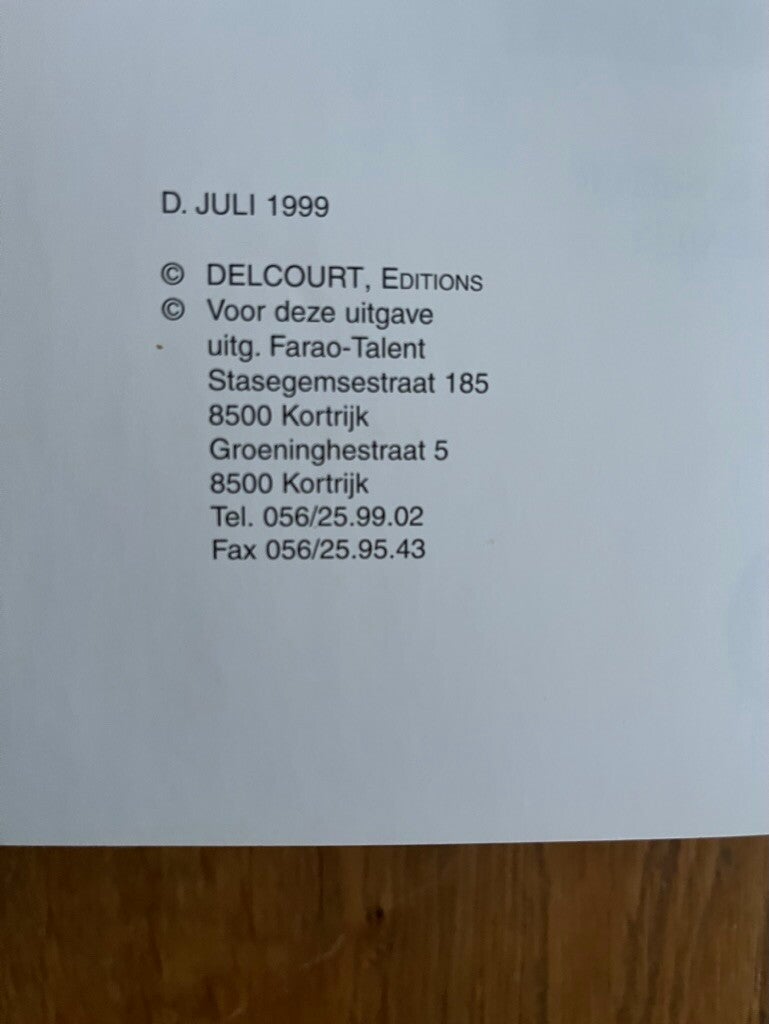 D. JULI 1999
© DELCOURT, EDITIONS
© Voor deze uitgave
uitg. Farao-Talent
Stasegemsestraat 185
8500 Kortrijk
Groeninghestraat 5
8500 Kortrijk
Tel. 056/25.99.02
Fax 056/25.95.43